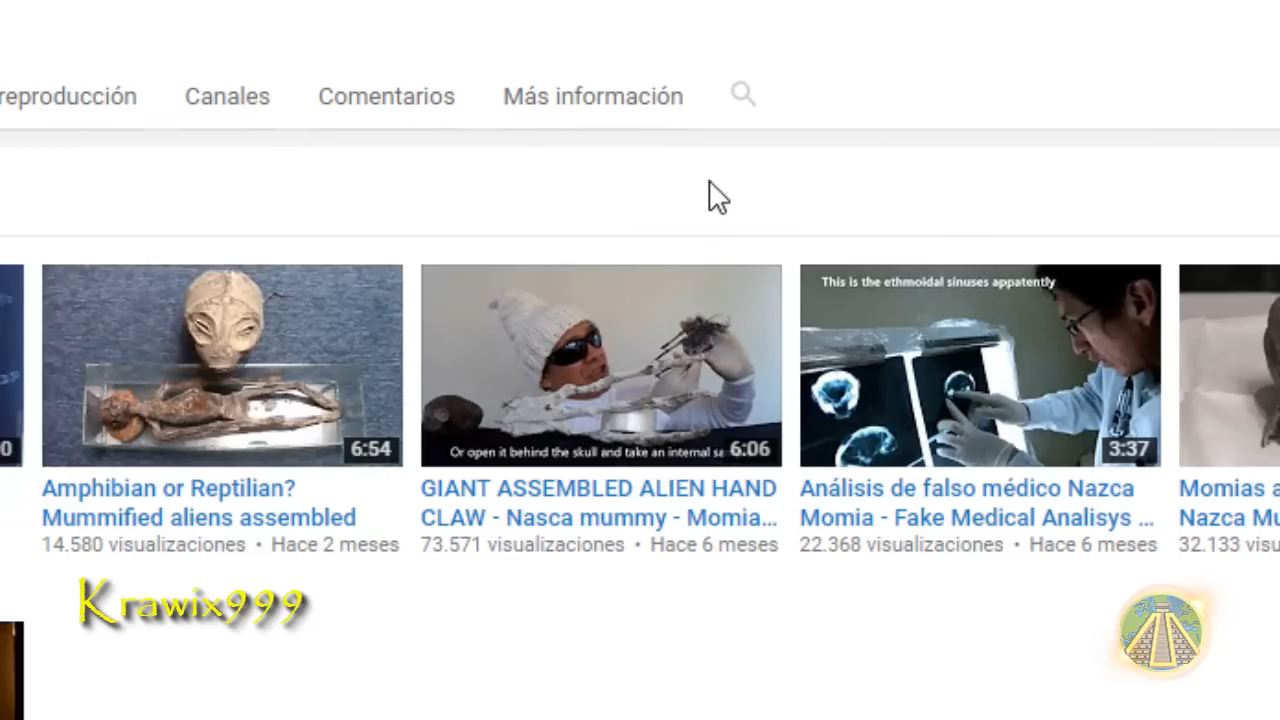 reproducción Canales Comentarios Más información
This is the ethmoidal sinuses appatently
Or open it behind the skull and take an internal sa
6:54
6:06
3:37
Amphibian or Reptilian?
Mummified aliens assembled
14.580 visualizaciones • Hace 2 meses
GIANT ASSEMBLED ALIEN HAND
CLAW - Nasca mummy - Momia...
73.571 visualizaciones • Hace 6 meses
Análisis de falso médico Nazca
Momia - Fake Medical Analisys ...
22.368 visualizaciones • Hace 6 meses
Momias a
Nazca Mu
32.133 visu
Krawix999